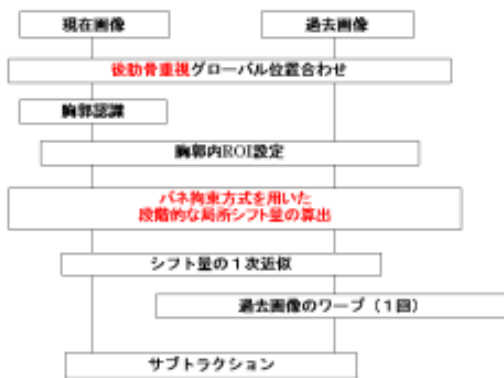 現在画像
過去画像
後肋骨重視グローバル位置合わせ
胸郭認識
胸郭内ROI設定
バネ拘束方式を用いた
段階的な局所シフト量の算出
シフト量の1次近似
過去画像のワープ（1回）
サブトラクション